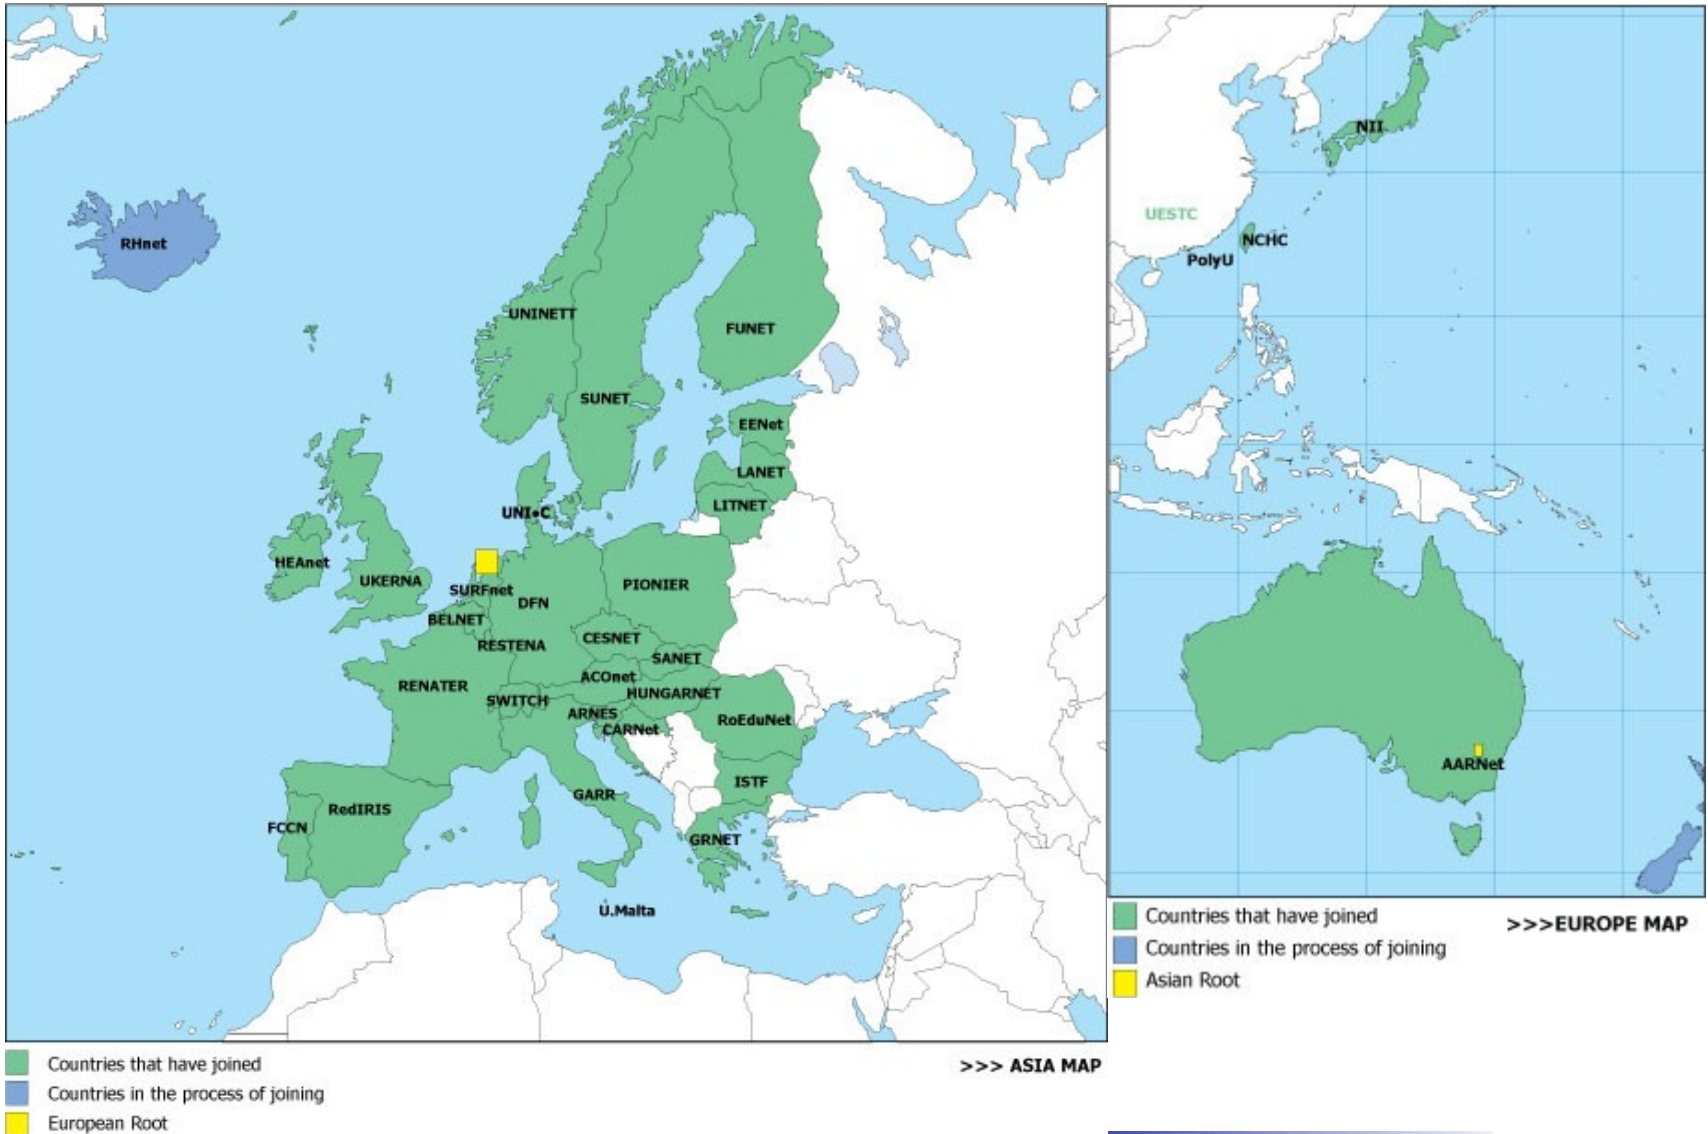 RHnet
UNINETT
FUNET
SUNET
EENet
LANET
LITNET
UNI•C
HEAnet
UKERNA
SURFnet
DFN
PIONIER
BELNET
RESTENA
CESNET
SANET
ACOnet
RENATER
SWITCH
HUNGARNET
ARNES
CARNet
RoEduNet
ISTF
GARR
RedIRIS
FCCN
GRNET
U.Malta
Countries that have joined
Countries in the process of joining
European Root
>>> ASIA MAP
NII
UESTC
NCHC
PolyU
AARNet
Countries that have joined
Countries in the process of joining
Asian Root
>>>EUROPE MAP